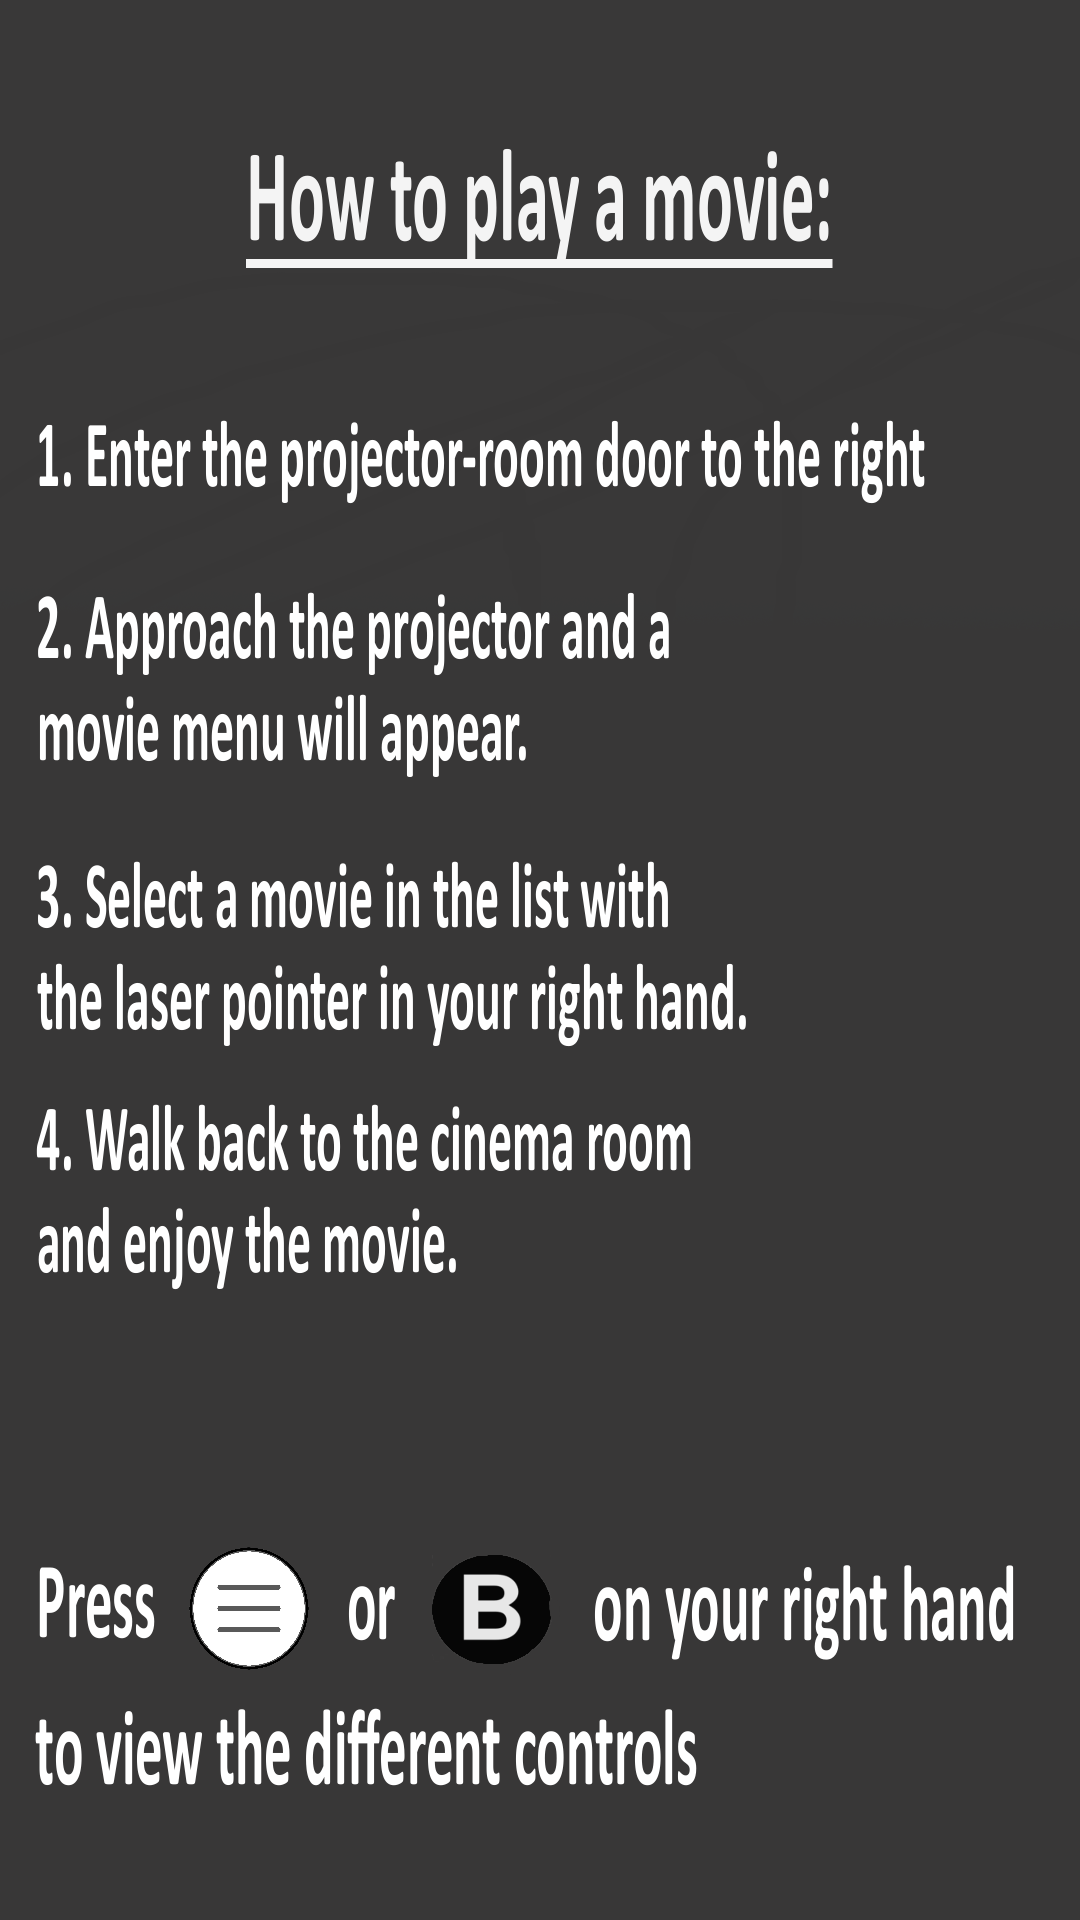 How to play a movie:
1. Enter the projector-room door to the right
2. Approach the projector and a
movie menu will appear.
3. Select a movie in the list with
the laser pointer in your right hand.
4. Walk back to the cinema room
and enjoy the movie.
Press or B on your right hand
to view the different controls